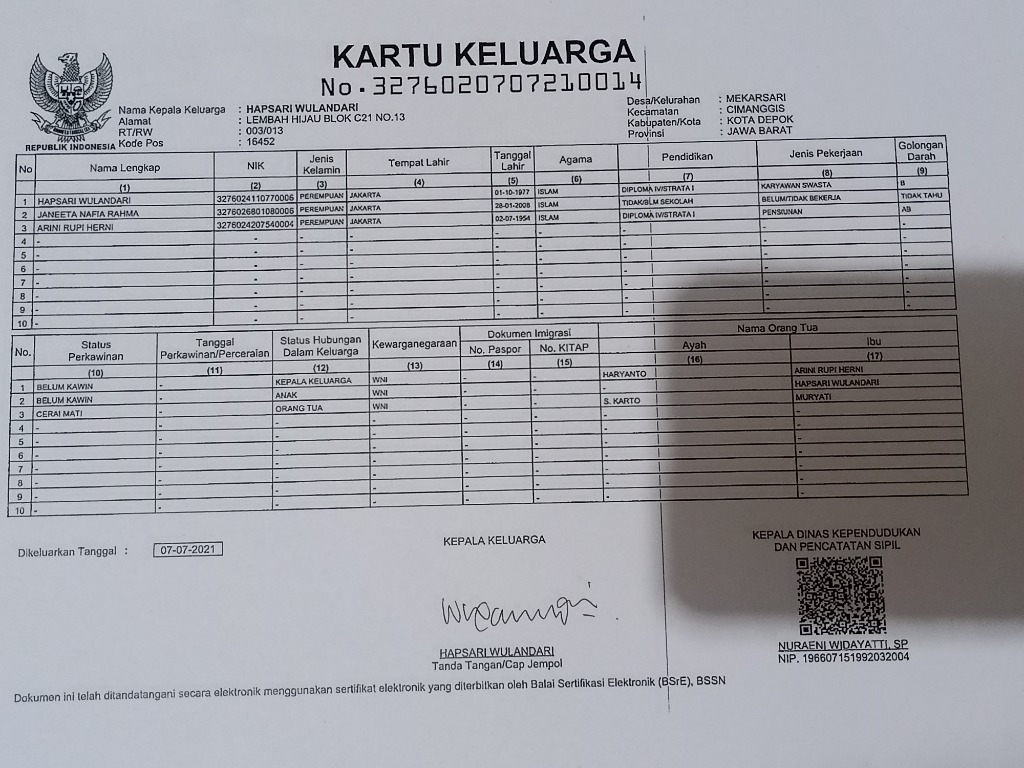 KARTU KELUARGA
No. 3276020707210014
REPUBLIK INDONESIA
Nama Kepala Keluarga : HAPSARI WULANDARI
Alamat : LEMBAH HIJAU BLOK C21 NO.13
RT/RW : 003/013
Kode Pos : 16452
Desa/Kelurahan : MEKARSARI
Kecamatan : CIMANGGIS
Kabupaten/Kota : KOTA DEPOK
Provinsi : JAWA BARAT
No Nama Lengkap NIK Jenis Kelamin Tempat Lahir Tanggal Lahir Agama Pendidikan Jenis Pekerjaan Golongan Darah
(1) (2) (3) (4) (5) (6) (7) (8) (9)
1 HAPSARI WULANDARI 3276024110770006 PEREMPUAN JAKARTA 01-10-1977 ISLAM DIPLOMA IV/STRATA I KARYAWAN SWASTA B
2 JANEETA NAFIA RAHMA 3276026801080006 PEREMPUAN JAKARTA 28-01-2008 ISLAM TIDAK/BLM SEKOLAH BELUM/TIDAK BEKERJA TIDAK TAHU
3 ARINI RUPI HERNI 3276024207540004 PEREMPUAN JAKARTA 02-07-1954 ISLAM DIPLOMA IV/STRATA I PENSIUNAN AB
4 - - - - - - - - -
5 - - - - - - - - -
6 - - - - - - - - -
7 - - - - - - - - -
8 - - - - - - - - -
9 - - - - - - - - -
10 - - - - - - - - -
No. Status Perkawinan Tanggal Perkawinan/Perceraian Status Hubungan Dalam Keluarga Kewarganegaraan Dokumen Imigrasi Nama Orang Tua
No. Paspor No. KITAP Ayah Ibu
(10) (11) (12) (13) (14) (15) (16) (17)
1 BELUM KAWIN - KEPALA KELUARGA WNI - - HARYANTO ARINI RUPI HERNI
2 BELUM KAWIN - ANAK WNI - - - HAPSARI WULANDARI
3 CERAI MATI - ORANG TUA WNI - - S. KARTO MURYATI
4 - - - - - - - -
5 - - - - - - - -
6 - - - - - - - -
7 - - - - - - - -
8 - - - - - - - -
9 - - - - - - - -
10 - - - - - - - -
Dikeluarkan Tanggal : 07-07-2021
KEPALA KELUARGA
HAPSARI WULANDARI
Tanda Tangan/Cap Jempol
KEPALA DINAS KEPENDUDUKAN
DAN PENCATATAN SIPIL
NURAENI WIDAYATTI, SP
NIP. 196607151992032004
Dokumen ini telah ditandatangani secara elektronik menggunakan sertifikat elektronik yang diterbitkan oleh Balai Sertifikasi Elektronik (BSrE), BSSN